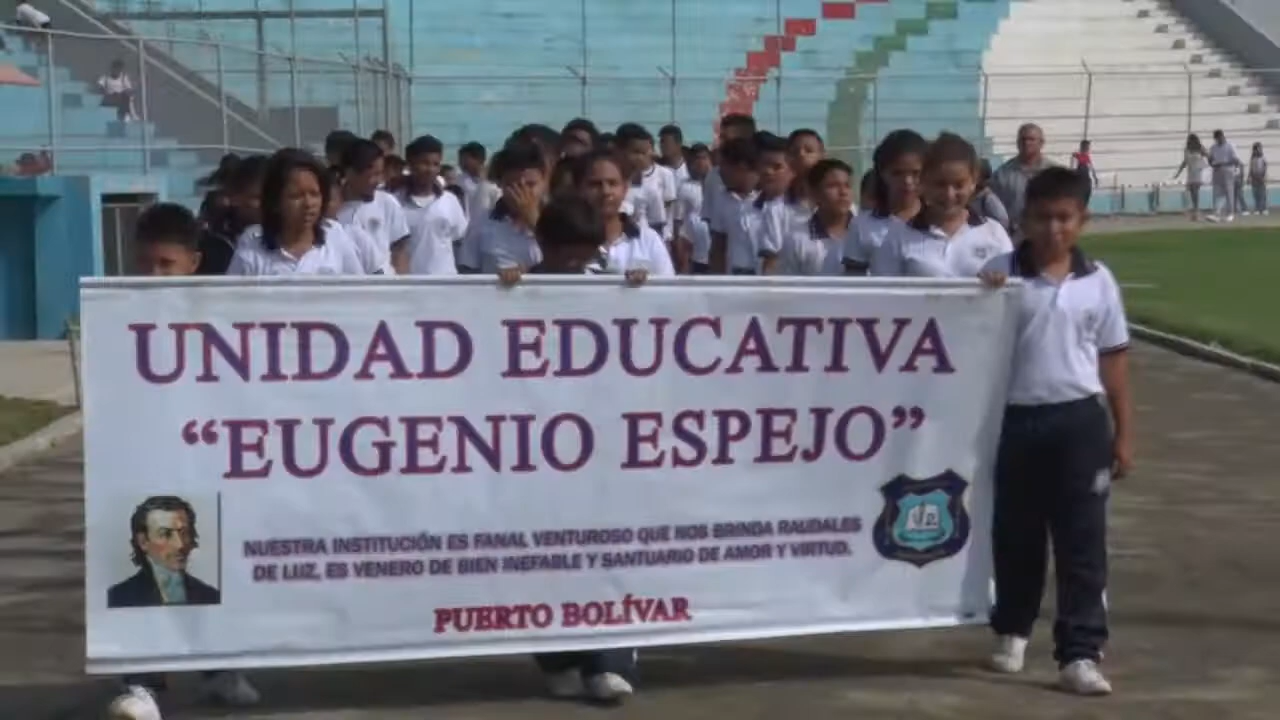 UNIDAD EDUCATIVA
“EUGENIO ESPEJO”
NUESTRA INSTITUCIÓN ES FANAL VENTUROSO QUE NOS BRINDA RAUDALES
DE LUZ, ES VENERO DE BIEN INEFABLE Y SANTUARIO DE AMOR Y VIRTUD.
PUERTO BOLÍVAR